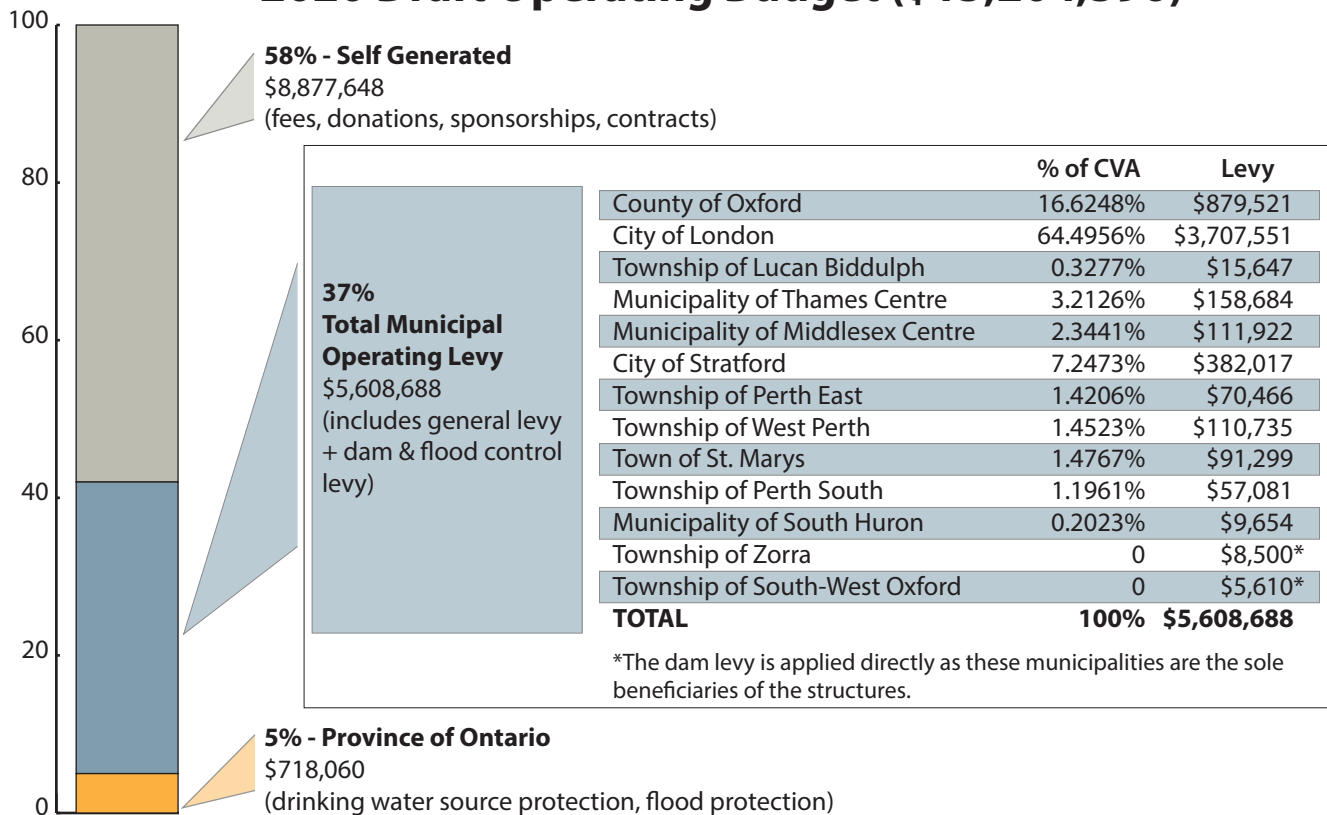 Draft Operating Budget
100
80
60
40
20
0
58% - Self Generated
$8,877,648
(fees, donations, sponsorships, contracts)
37%
Total Municipal
Operating Levy
$5,608,688
(includes general levy
+ dam & flood control
levy)
% of CVA Levy
County of Oxford 16.6248% $879,521
City of London 64.4956% $3,707,551
Township of Lucan Biddulph 0.3277% $15,647
Municipality of Thames Centre 3.2126% $158,684
Municipality of Middlesex Centre 2.3441% $111,922
City of Stratford 7.2473% $382,017
Township of Perth East 1.4206% $70,466
Township of West Perth 1.4523% $110,735
Town of St. Marys 1.4767% $91,299
Township of Perth South 1.1961% $57,081
Municipality of South Huron 0.2023% $9,654
Township of Zorra 0 $8,500*
Township of South-West Oxford 0 $5,610*
TOTAL 100% $5,608,688
*The dam levy is applied directly as these municipalities are the sole
beneficiaries of the structures.
5% - Province of Ontario
$718,060
(drinking water source protection, flood protection)